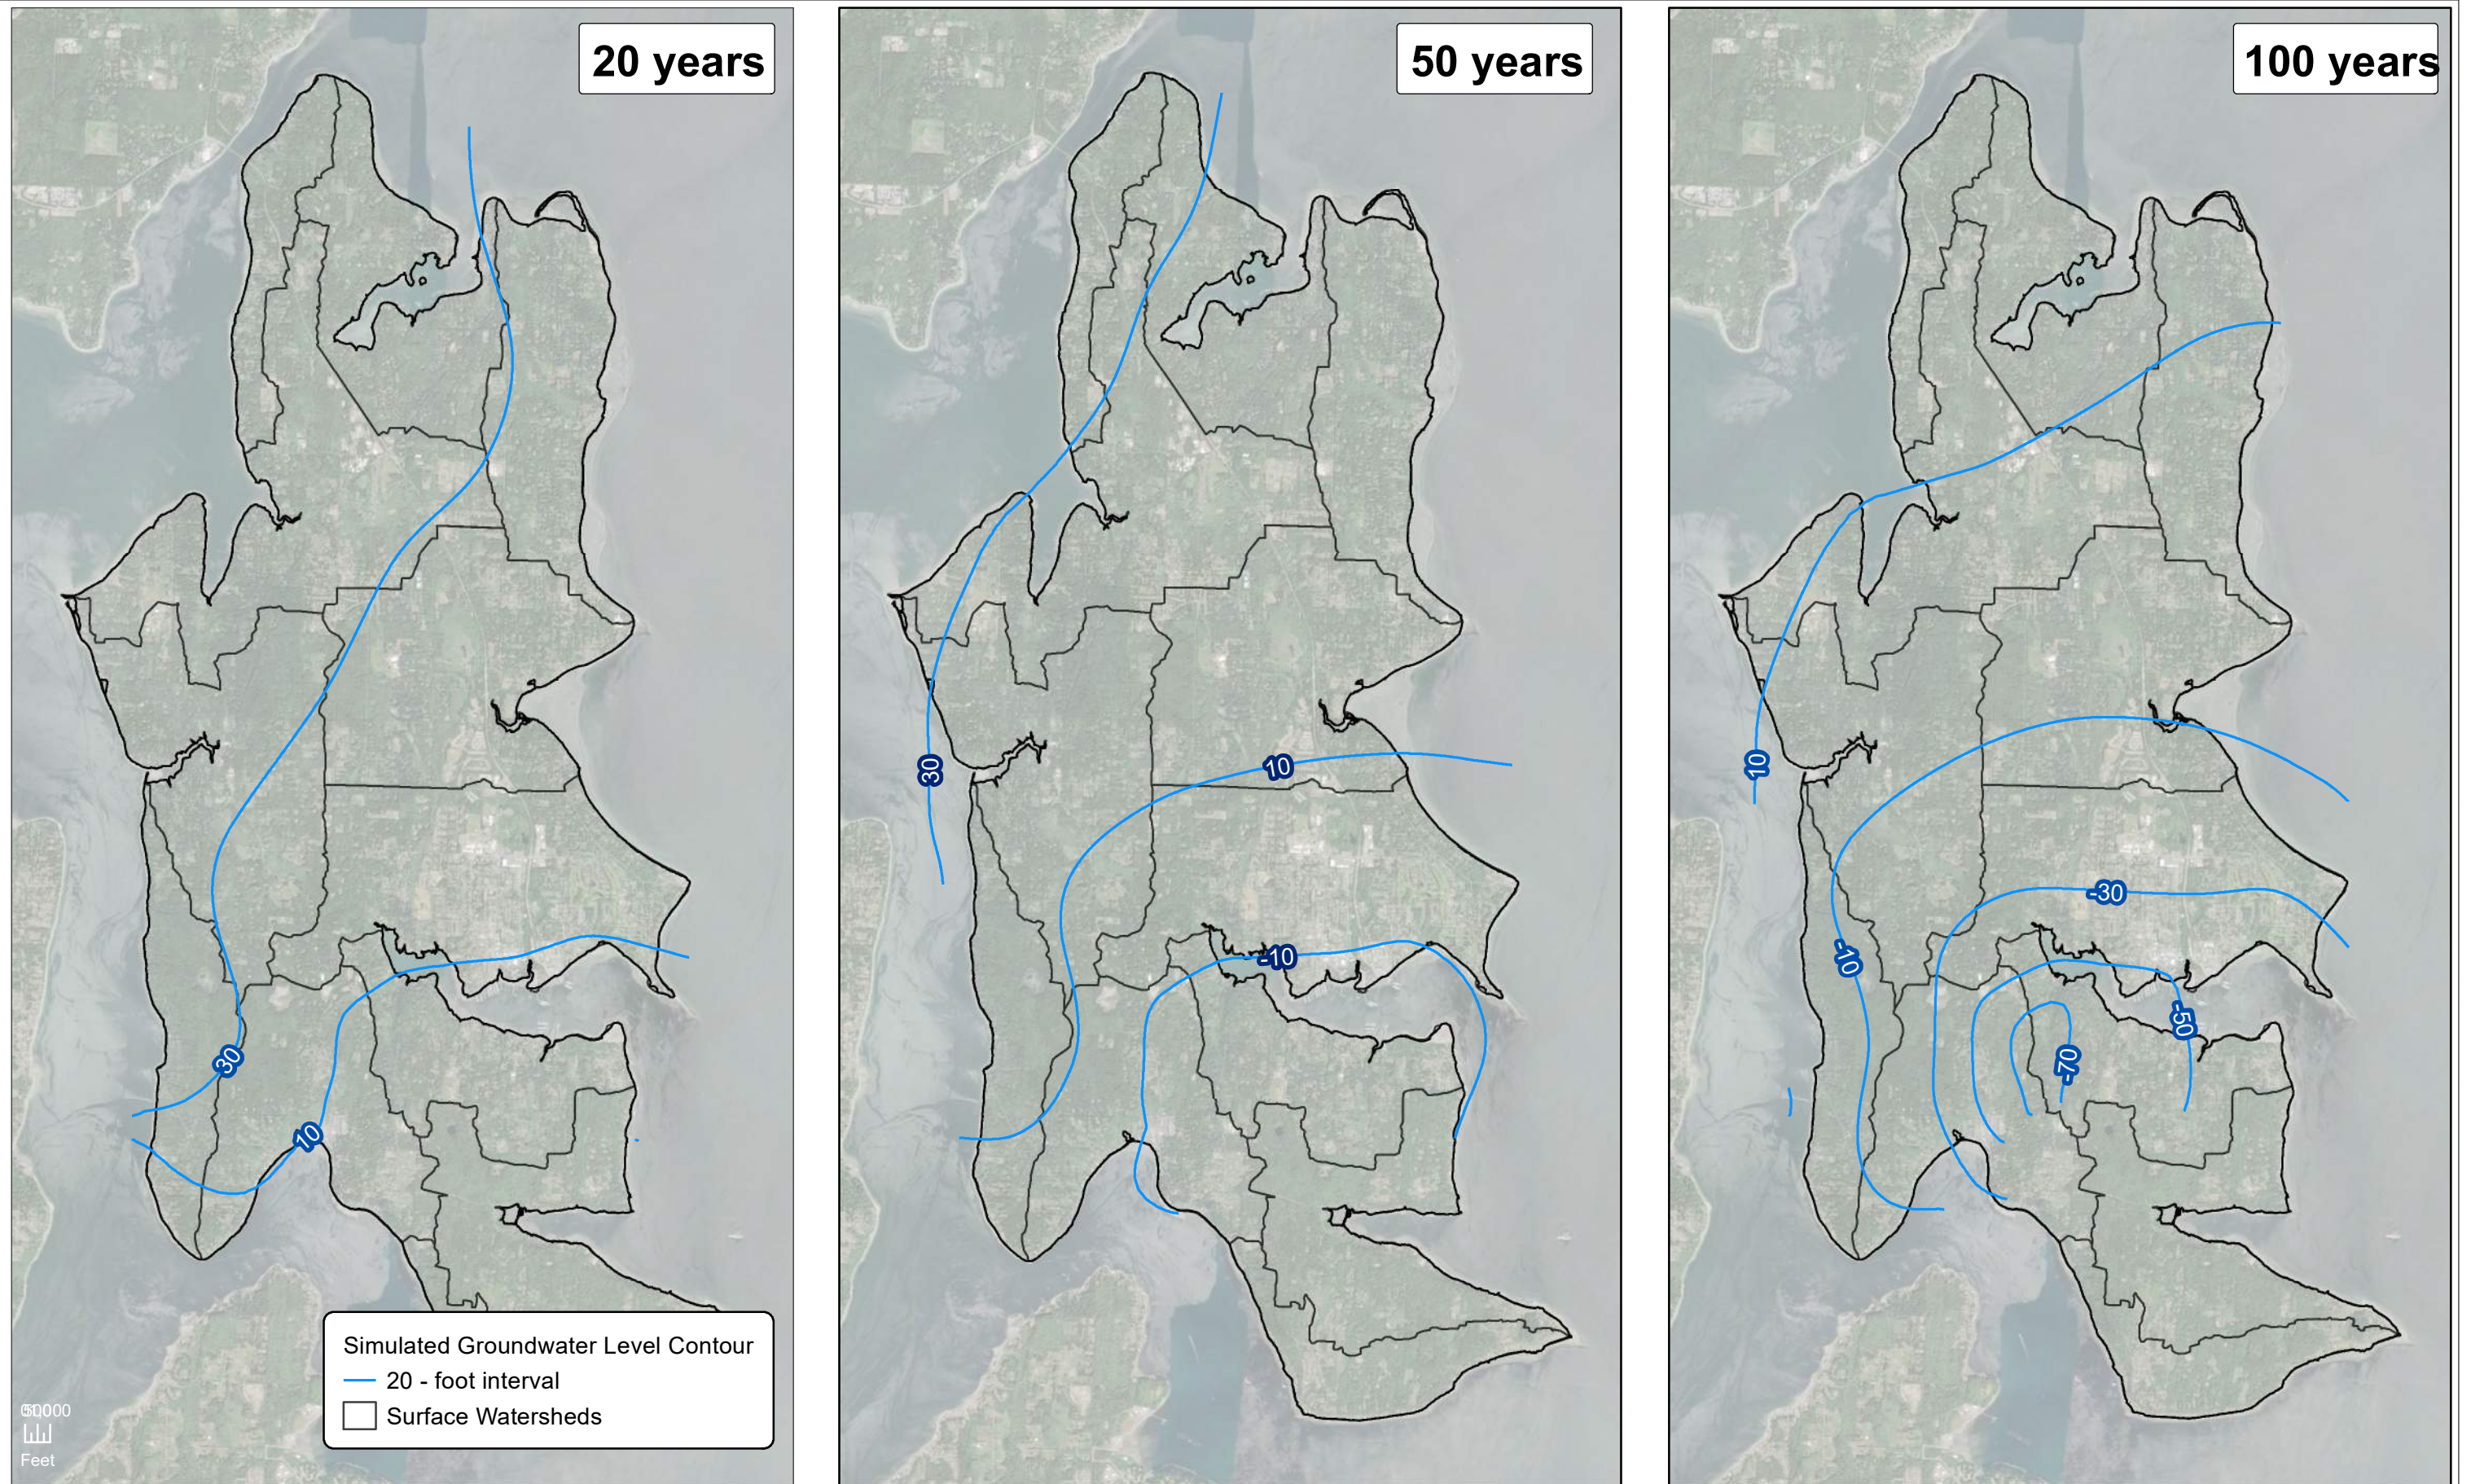 20 years
50 years
100 years
30
10
30
10
-10
10
-10
-30
-50
-70
Simulated Groundwater Level Contour
20 - foot interval
Surface Watersheds
Feet